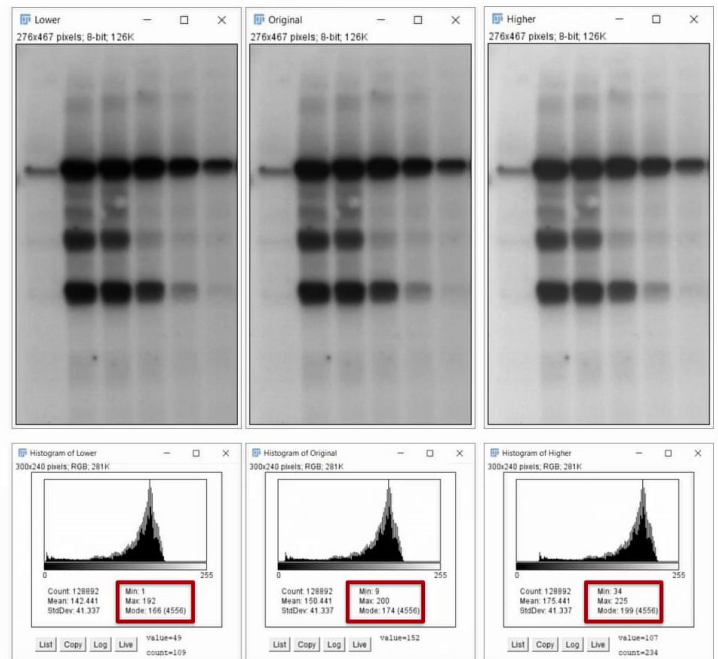 Lower
276x467 pixels; 8-bit; 126K
Original
276x467 pixels; 8-bit; 126K
Higher
276x467 pixels; 8-bit; 126K
Histogram of Lower
300x240 pixels; RGB; 281K
0 255
Count: 128892 Min: 1
Mean: 142.441 Max: 192
StdDev: 41.337 Mode: 166 (4556)
List Copy Log Live value=49
count=109
Histogram of Original
300x240 pixels; RGB; 281K
0 255
Count: 128892 Min: 9
Mean: 150.441 Max: 200
StdDev: 41.337 Mode: 174 (4556)
List Copy Log Live value=152
Histogram of Higher
300x240 pixels; RGB; 281K
0 255
Count: 128892 Min: 34
Mean: 175.441 Max: 225
StdDev: 41.337 Mode: 199 (4556)
List Copy Log Live value=107
count=234